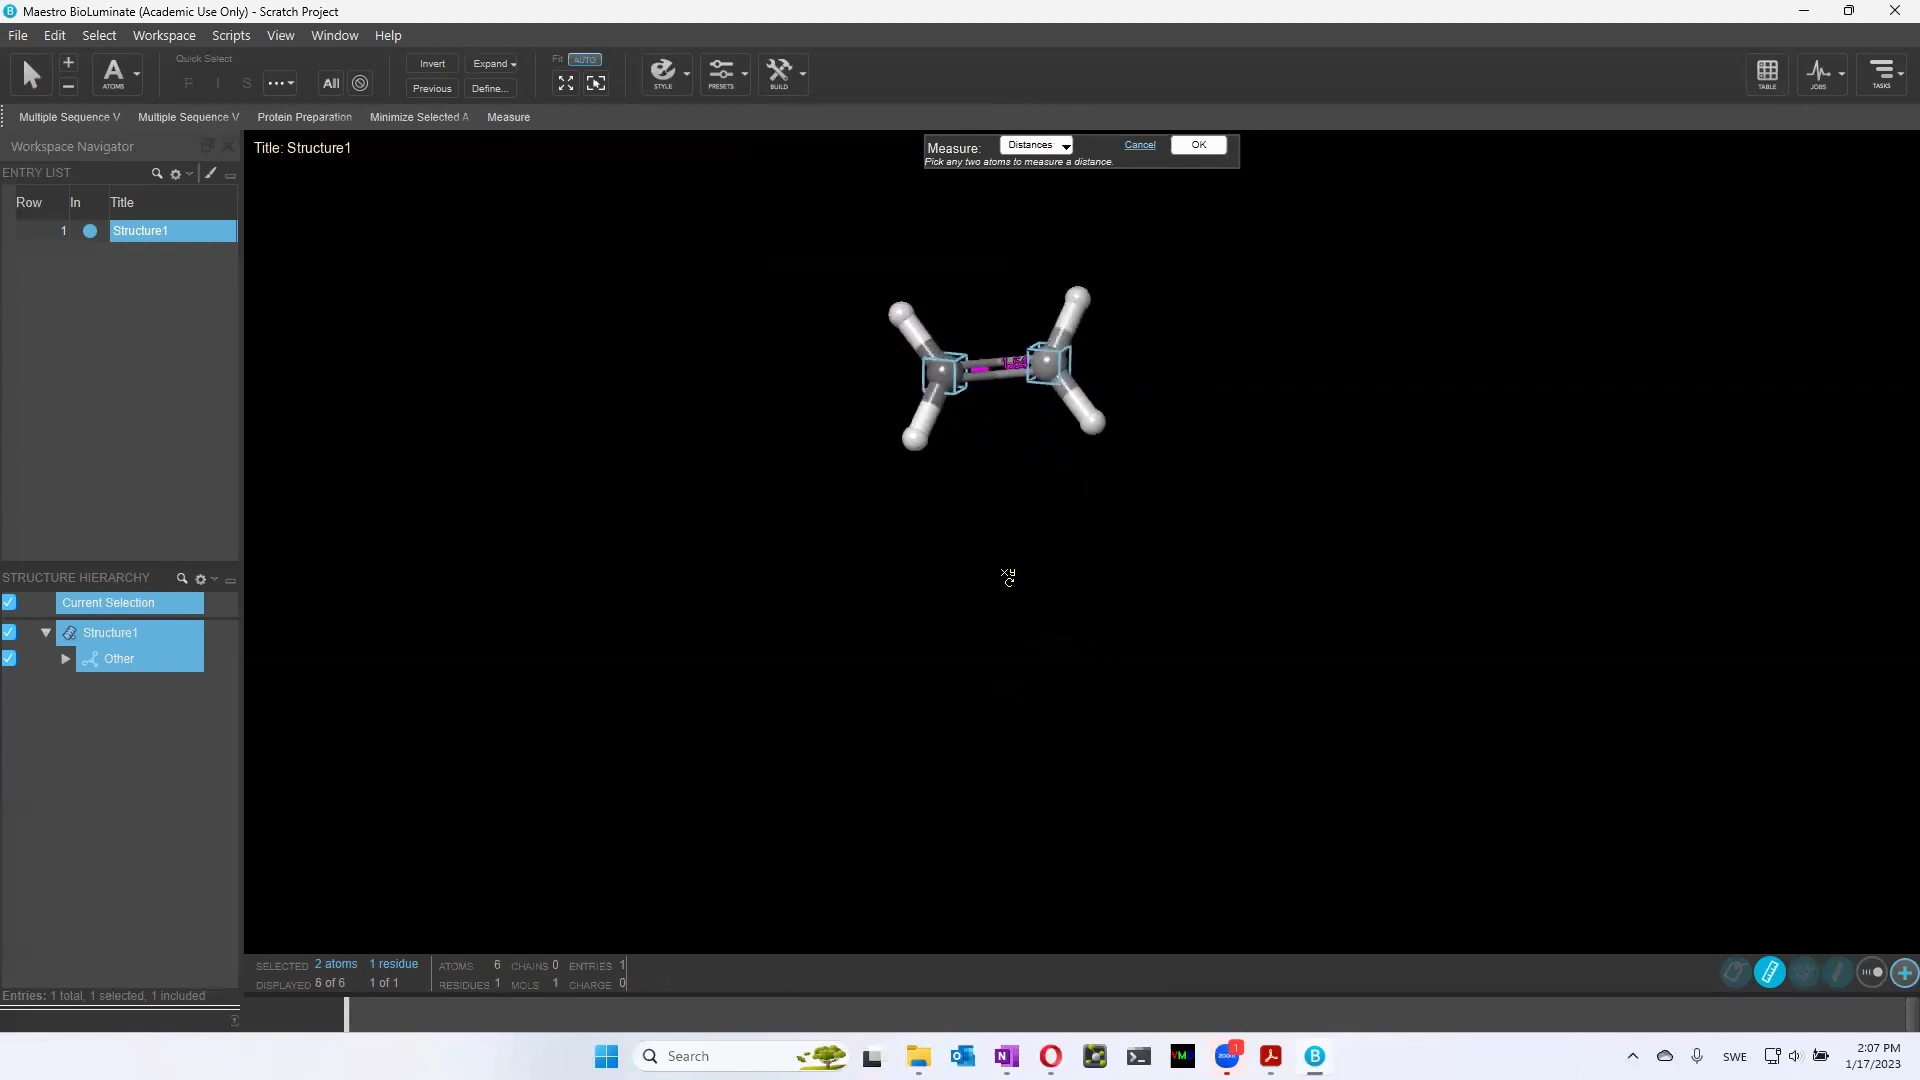 Maestro BioLuminate (Academic Use Only) - Scratch Project
File Edit Select Workspace Scripts View Window Help
Quick Select
Invert Expand
Fit AUTO
ATOMS
P I S
All
Previous Define...
STYLE PRESETS BUILD
TABLE JOBS TASKS
Multiple Sequence V Multiple Sequence V Protein Preparation Minimize Selected A Measure
Workspace Navigator
Title: Structure1
Measure: Distances Cancel OK
Pick any two atoms to measure a distance.
ENTRY LIST
Row In Title
1 Structure1
1.54
xy
STRUCTURE HIERARCHY
Current Selection
Structure1
Other
SELECTED 2 atoms 1 residue ATOMS 6 CHAINS 0 ENTRIES 1
DISPLAYED 6 of 6 1 of 1 RESIDUES 1 MOLS 1 CHARGE 0
Entries: 1 total, 1 selected, 1 included
Search
SWE
2:07 PM
1/17/2023